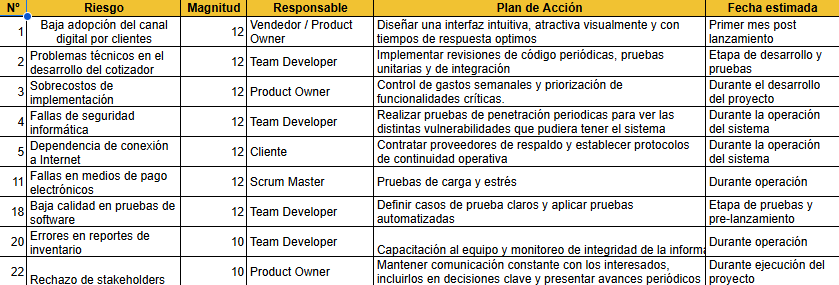 Nº Riesgo Magnitud Responsable Plan de Acción Fecha estimada
1 Baja adopción del canal digital por clientes 12 Vendedor / Product Owner Diseñar una interfaz intuitiva, atractiva visualmente y con tiempos de respuesta optimos Primer mes post lanzamiento
2 Problemas técnicos en el desarrollo del cotizador 12 Team Developer Implementar revisiones de código periódicas, pruebas unitarias y de integración Etapa de desarrollo y pruebas
3 Sobrecostos de implementación 12 Product Owner Control de gastos semanales y priorización de funcionalidades críticas. Durante el desarrollo del proyecto
4 Fallas de seguridad informática 12 Team Developer Realizar pruebas de penetración periodicas para ver las distintas vulnerabilidades que pudiera tener el sistema Durante la operación del sistema
5 Dependencia de conexión a Internet 12 Cliente Contratar proveedores de respaldo y establecer protocolos de continuidad operativa Durante la operación del sistema
11 Fallas en medios de pago electrónicos 12 Scrum Master Pruebas de carga y estrés Durante operación
18 Baja calidad en pruebas de software 12 Team Developer Definir casos de prueba claros y aplicar pruebas automatizadas Etapa de pruebas y pre-lanzamiento
20 Errores en reportes de inventario 10 Team Developer Capacitación al equipo y monitoreo de integridad de la informa Durante operación
22 Rechazo de stakeholders 10 Product Owner Mantener comunicación constante con los interesados, incluirlos en decisiones clave y presentar avances periódicos Durante ejecución del proyecto